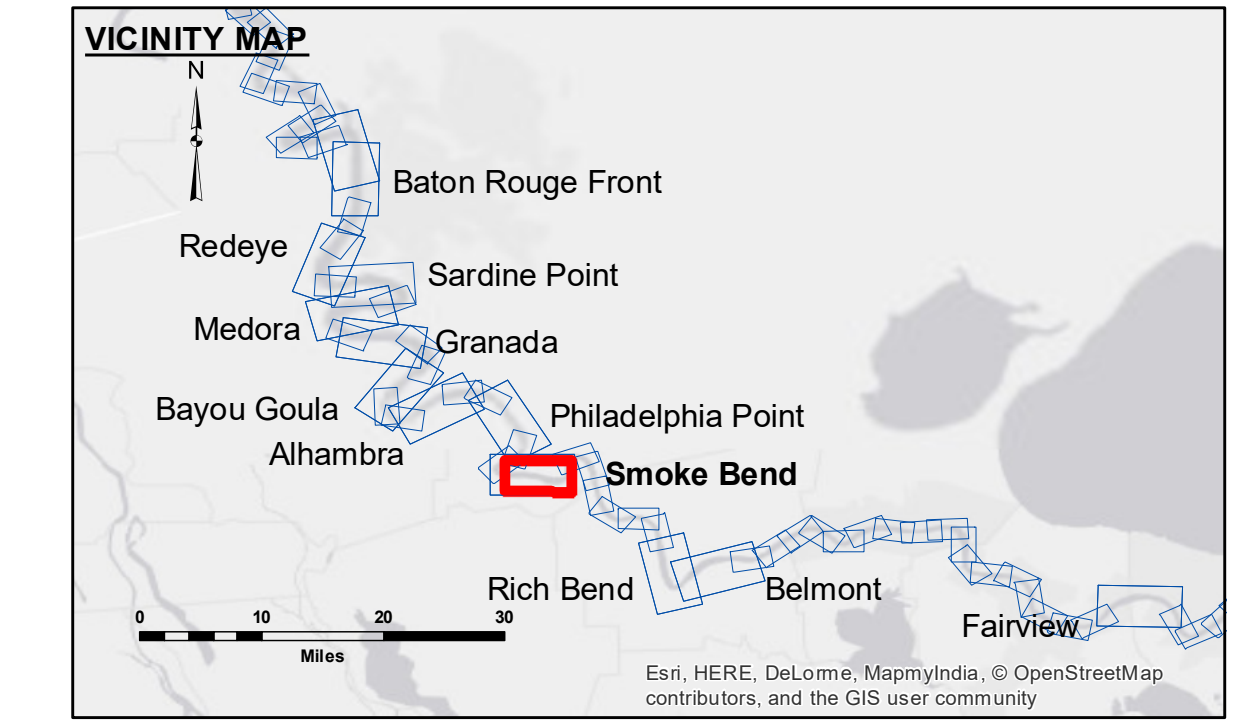 VICINITY MAP
N
Baton Rouge Front
Redeye
Sardine Point
Medora
Granada
Bayou Goula
Philadelphia Point
Alhambra
Smoke Bend
Rich Bend
Belmont
Fairview
0 10 20 30
Miles
Esri, HERE, DeLorme, MapmyIndia, © OpenStreetMap
contributors, and the GIS user community